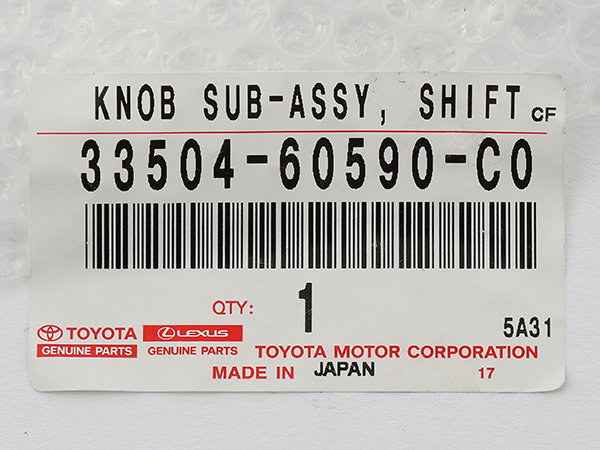 KNOB SUB-ASSY, SHIFT CF
33504-60590-C0
QTY: 1
5A31
TOYOTA LEXUS
GENUINE PARTS GENUINE PARTS TOYOTA MOTOR CORPORATION
MADE IN JAPAN 17